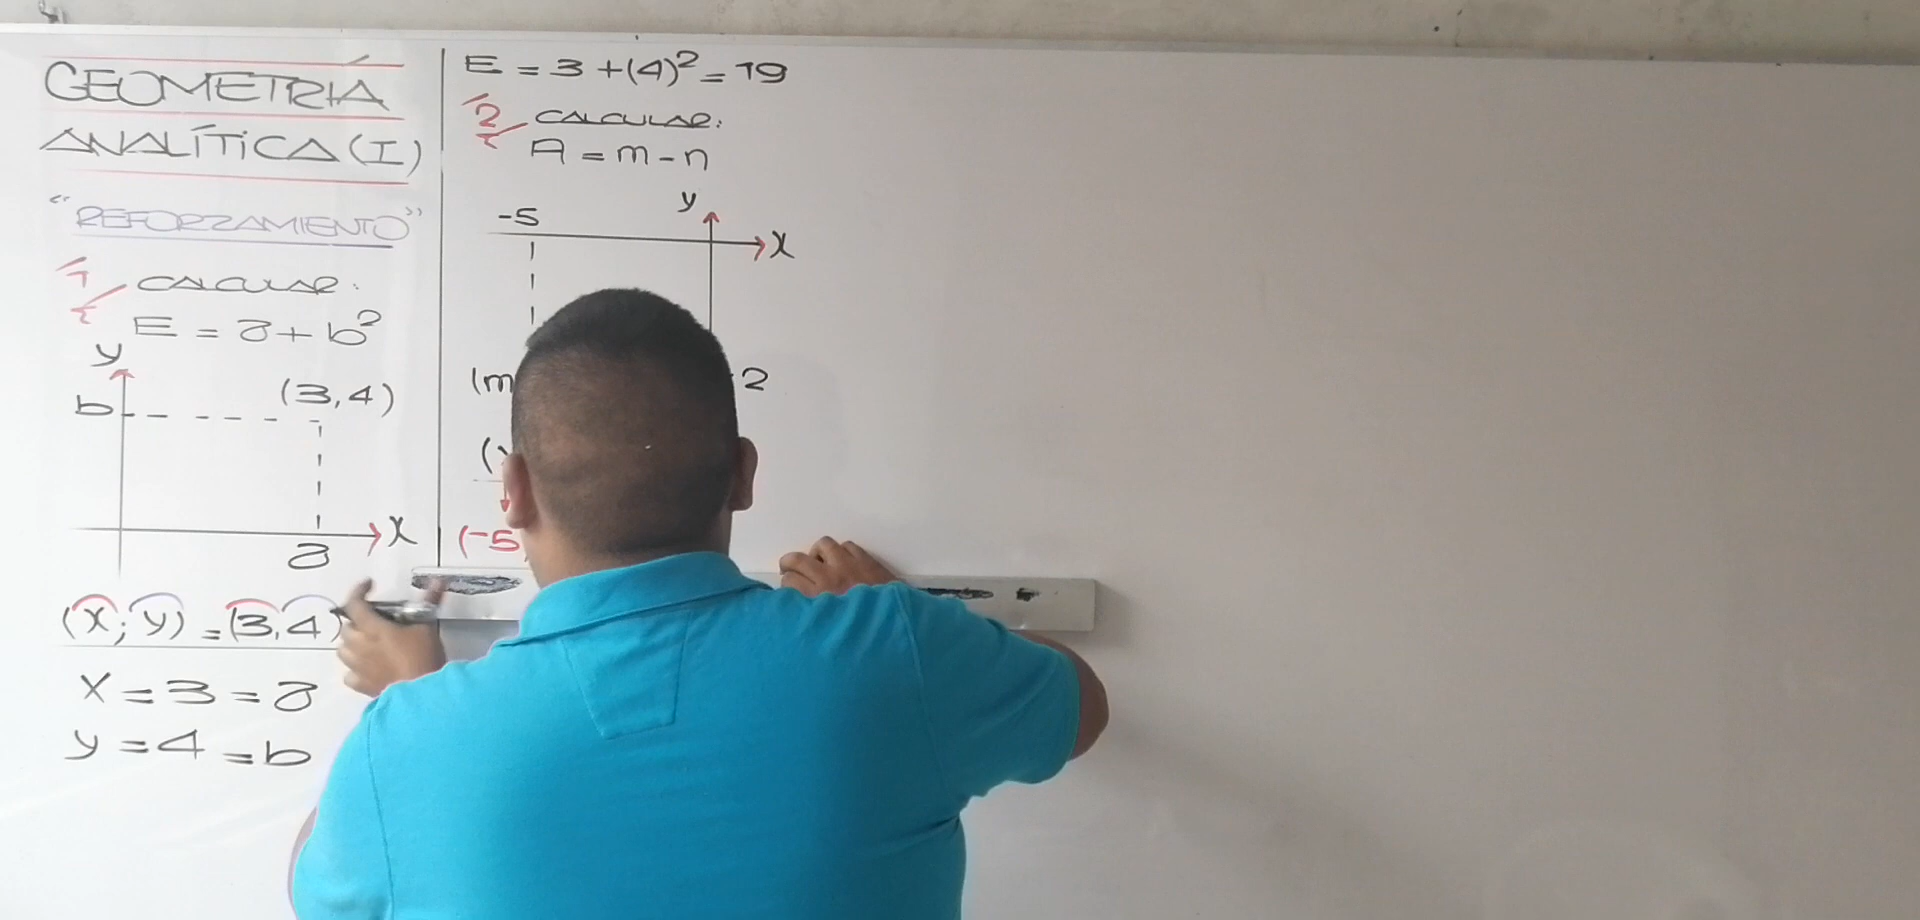 GEOMETRÍA
ANALÍTICA (I)
"REFORZAMIENTO"
1 CALCULAR:
E = a + b²
y
b
(3,4)
x
a
(x; y) = (3,4)
x = 3 = a
y = 4 = b
E = 3 + (4)² = 19
2 CALCULAR:
A = m - n
y
-5
x
(m
2
(-5